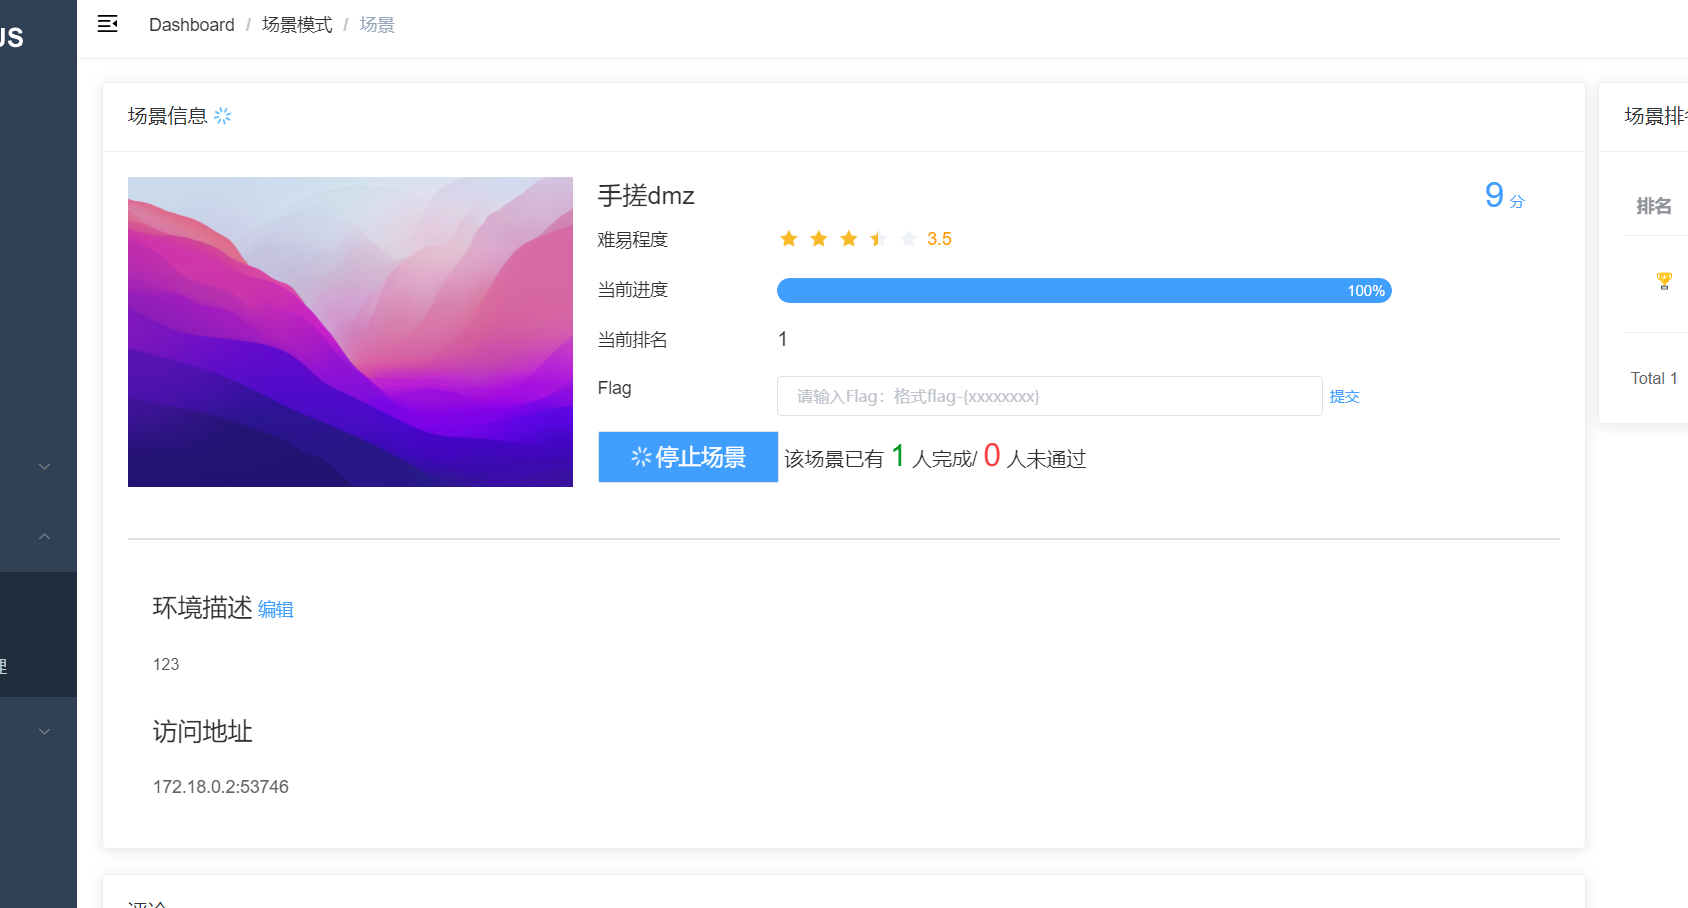 US
Dashboard / 场景模式 / 场景
场景信息
手搓dmz
9 分
难易程度
3.5
当前进度
100%
当前排名
1
Flag
请输入Flag：格式flag-{xxxxxxxx}
提交
停止场景 该场景已有 1 人完成/ 0 人未通过
环境描述 编辑
123
访问地址
172.18.0.2:53746
评论
场景排名
排名
Total 1
理